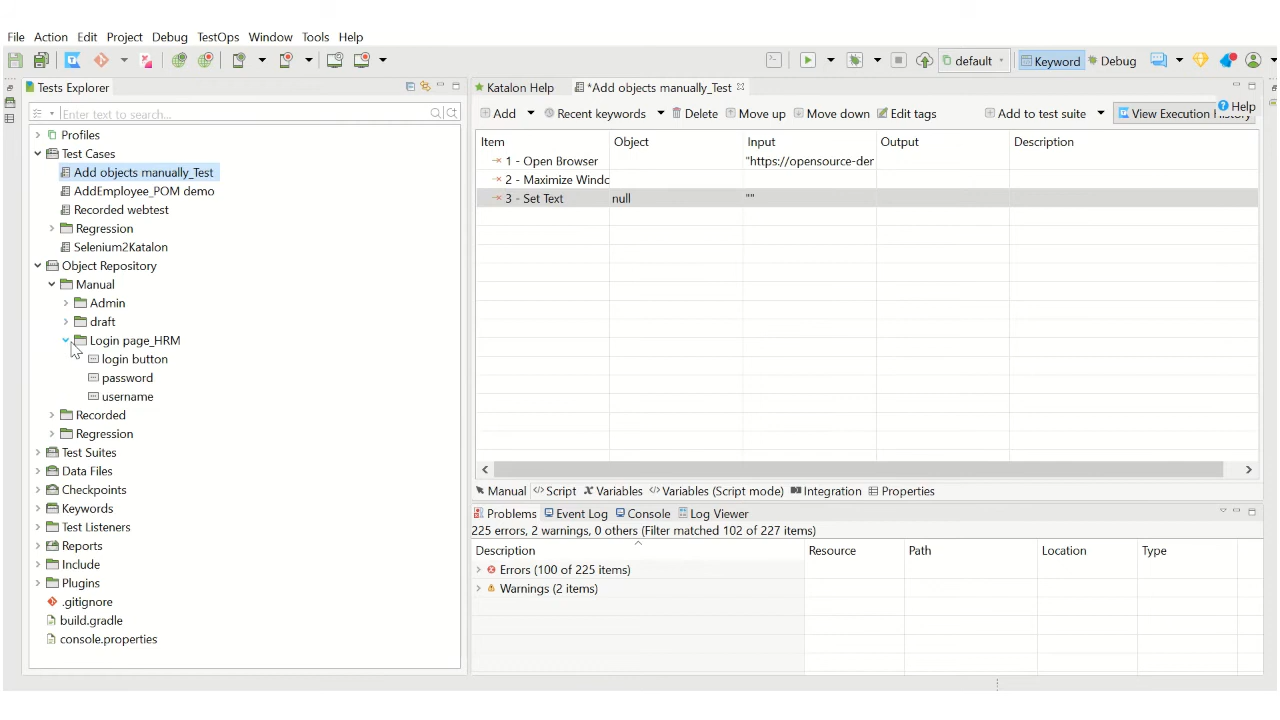 File Action Edit Project Debug TestOps Window Tools Help
default Keyword Debug
Tests Explorer
Enter text to search...
Profiles
Test Cases
Add objects manually_Test
AddEmployee_POM demo
Recorded webtest
Regression
Selenium2Katalon
Object Repository
Manual
Admin
draft
Login page_HRM
login button
password
username
Recorded
Regression
Test Suites
Data Files
Checkpoints
Keywords
Test Listeners
Reports
Include
Plugins
.gitignore
build.gradle
console.properties
Katalon Help *Add objects manually_Test
Add Recent keywords Delete Move up Move down Edit tags Add to test suite View Execution Help
Item Object Input Output Description
1 - Open Browser "https://opensource-der
2 - Maximize Windo
3 - Set Text null ""
Manual Script Variables Variables (Script mode) Integration Properties
Problems Event Log Console Log Viewer
225 errors, 2 warnings, 0 others (Filter matched 102 of 227 items)
Description Resource Path Location Type
Errors (100 of 225 items)
Warnings (2 items)